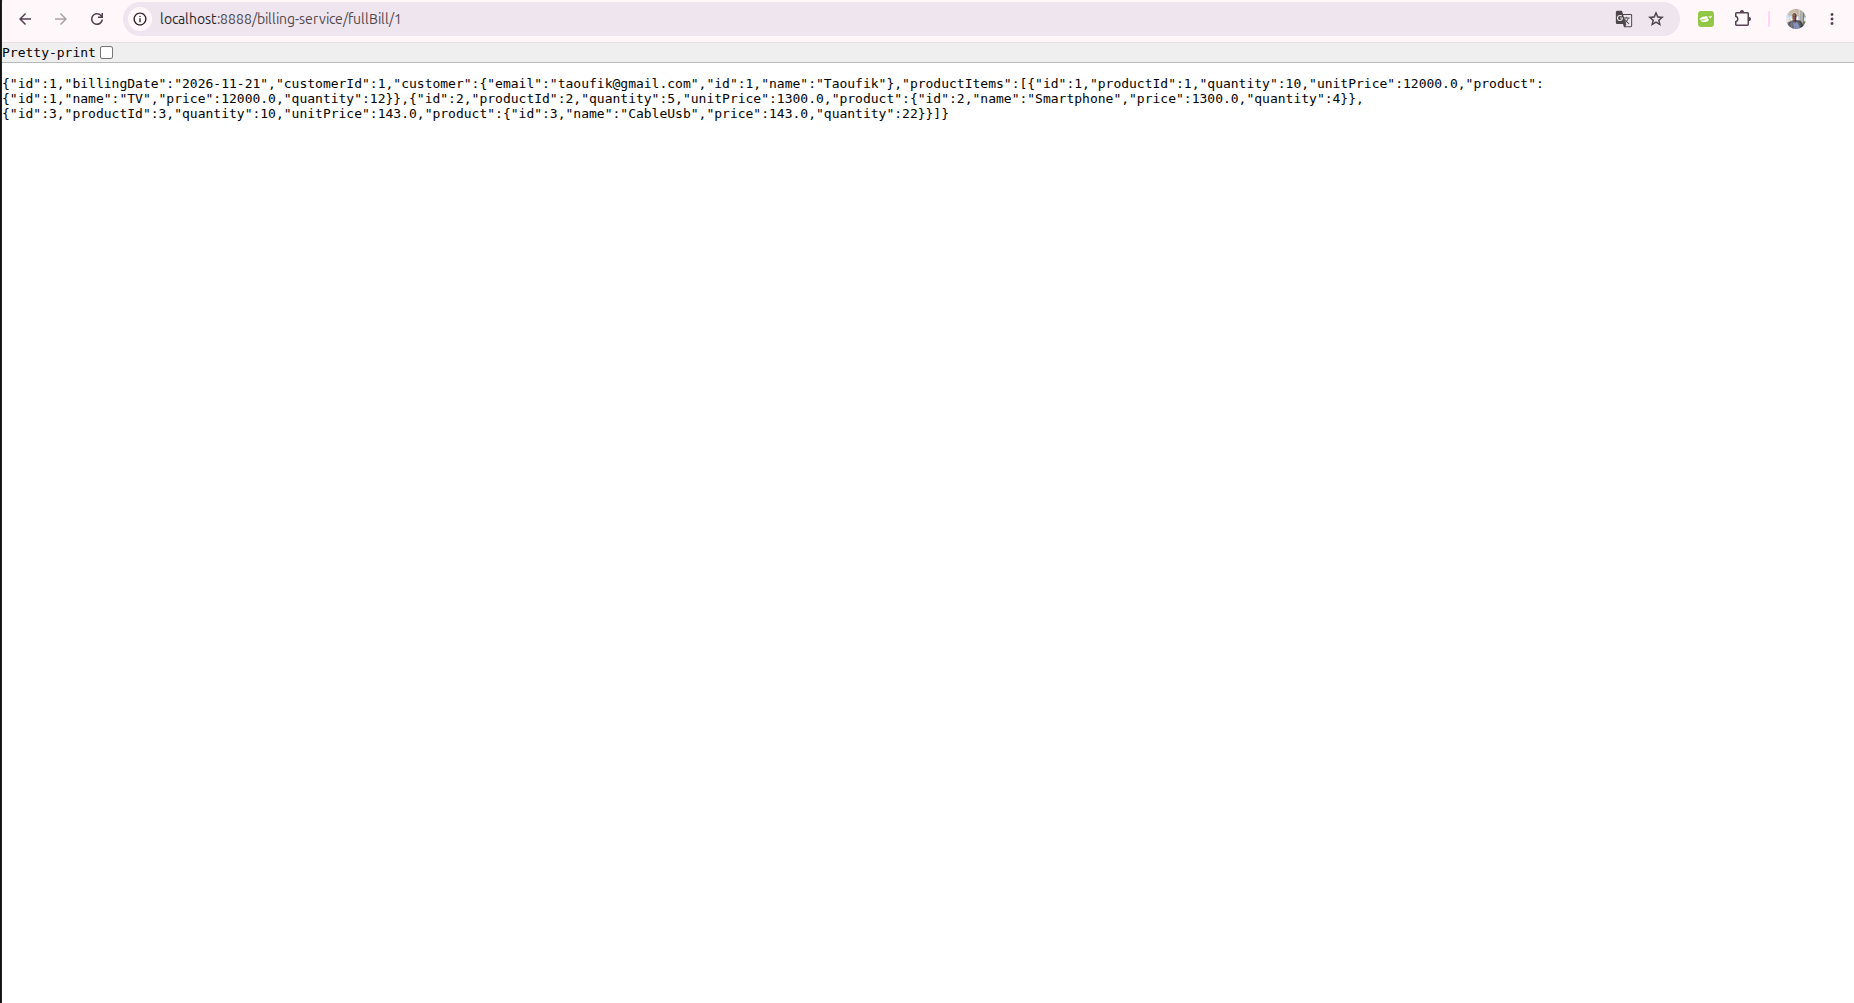 localhost:8888/billing-service/fullBill/1
Pretty-print
{"id":1,"billingDate":"2026-11-21","customerId":1,"customer":{"email":"taoufik@gmail.com","id":1,"name":"Taoufik"},"productItems":[{"id":1,"productId":1,"quantity":10,"unitPrice":12000.0,"product":
{"id":1,"name":"TV","price":12000.0,"quantity":12}},{"id":2,"productId":2,"quantity":5,"unitPrice":1300.0,"product":{"id":2,"name":"Smartphone","price":1300.0,"quantity":4}},
{"id":3,"productId":3,"quantity":10,"unitPrice":143.0,"product":{"id":3,"name":"CableUsb","price":143.0,"quantity":22}}]}